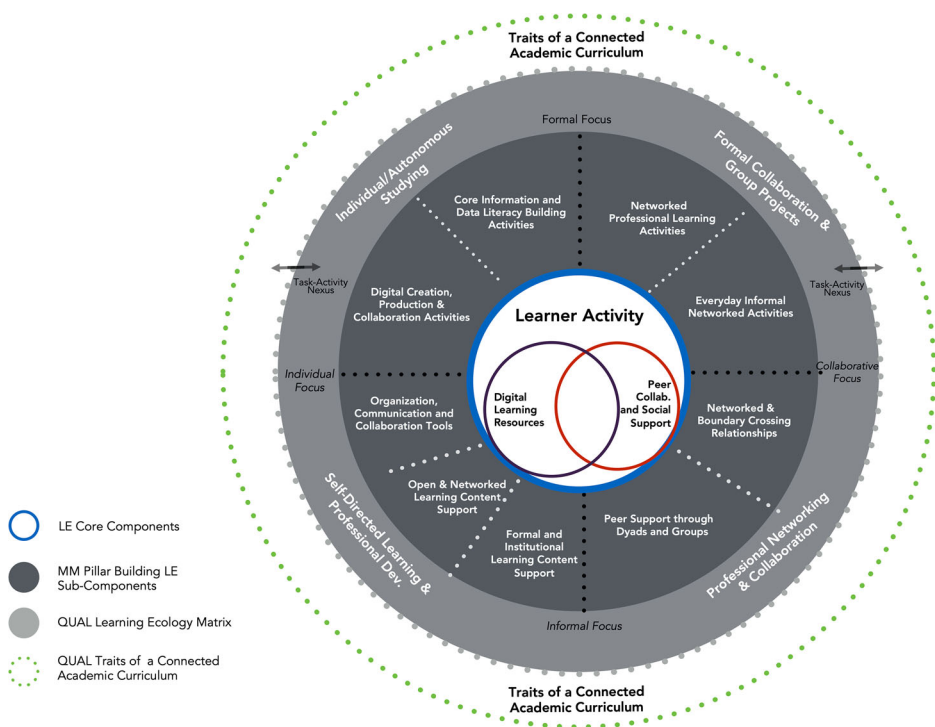 Traits of a Connected
Academic Curriculum
Formal Focus
Individual/Autonomous
Studying
Formal Collaboration &
Group Projects
Core Information and
Data Literacy Building
Activities
Networked
Professional Learning
Activities
Task-Activity
Nexus
Task-Activity
Nexus
Digital Creation,
Production &
Collaboration Activities
Everyday Informal
Networked Activities
Learner Activity
Individual
Focus
Collaborative
Focus
Digital
Learning
Resources
Peer
Collab.
and Social
Support
Organization,
Communication and
Collaboration Tools
Networked &
Boundary Crossing
Relationships
Open & Networked
Learning Content
Support
Formal and
Institutional
Learning Content
Support
Peer Support through
Dyads and Groups
Self-Directed Learning &
Professional Dev.
Professional Networking
& Collaboration
Informal Focus
LE Core Components
MM Pillar Building LE
Sub-Components
QUAL Learning Ecology Matrix
QUAL Traits of a Connected
Academic Curriculum
Traits of a Connected
Academic Curriculum